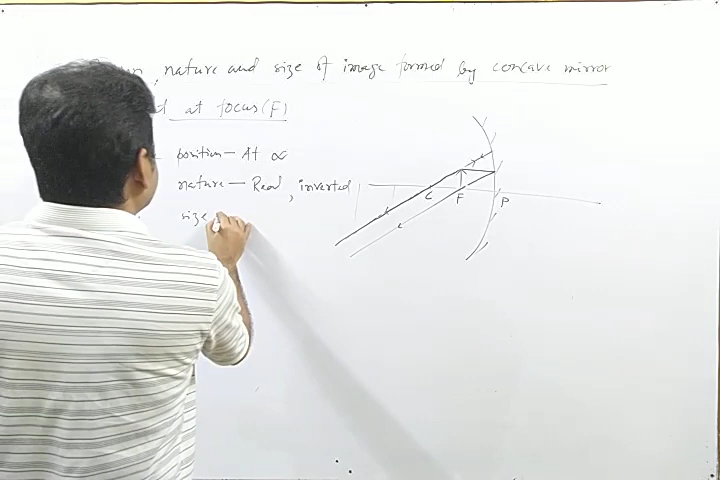 nature and size of image formed by concave mirror
at focus (F)
position — At ∞
nature — Real, inverted
size
C F P